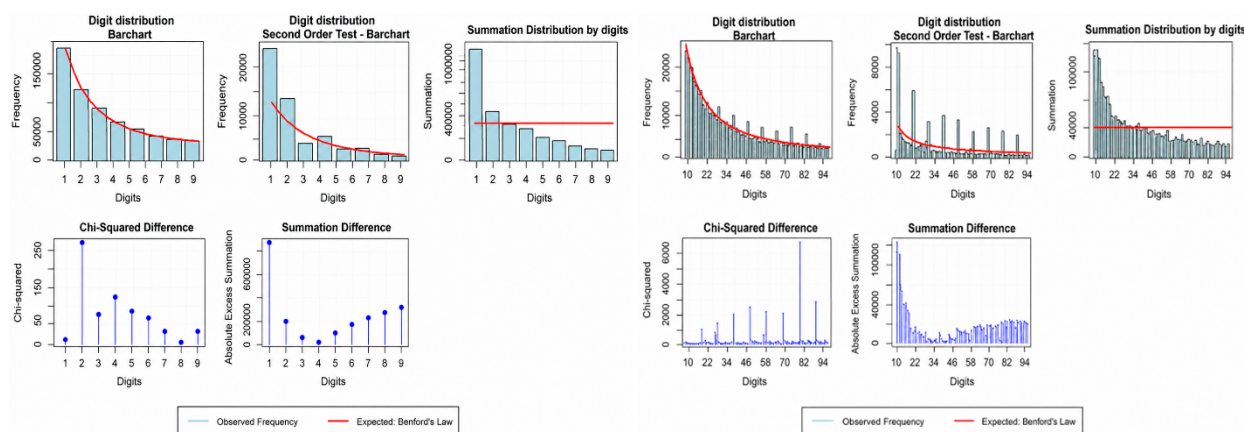 Digit distribution
Barchart
Frequency
0
50000
150000
1 2 3 4 5 6 7 8 9
Digits
Digit distribution
Second Order Test - Barchart
Frequency
0
10000
20000
1 2 3 4 5 6 7 8 9
Digits
Summation Distribution by digits
Summation
0
400000
1000000
1 2 3 4 5 6 7 8 9
Digits
Chi-Squared Difference
Chi-squared
0
50
150
250
1 2 3 4 5 6 7 8 9
Digits
Summation Difference
Absolute Excess Summation
0
200000
400000
1 2 3 4 5 6 7 8 9
Digits
Observed Frequency
Expected: Benford's Law
Digit distribution
Barchart
Frequency
0
5000
15000
10 22 34 46 58 70 82 94
Digits
Digit distribution
Second Order Test - Barchart
Frequency
0
4000
8000
10 22 34 46 58 70 82 94
Digits
Summation Distribution by digits
Summation
0
40000
100000
10 22 34 46 58 70 82 94
Digits
Chi-Squared Difference
Chi-squared
0
2000
4000
6000
10 22 34 46 58 70 82 94
Digits
Summation Difference
Absolute Excess Summation
0
40000
100000
10 22 34 46 58 70 82 94
Digits
Observed Frequency
Expected: Benford's Law